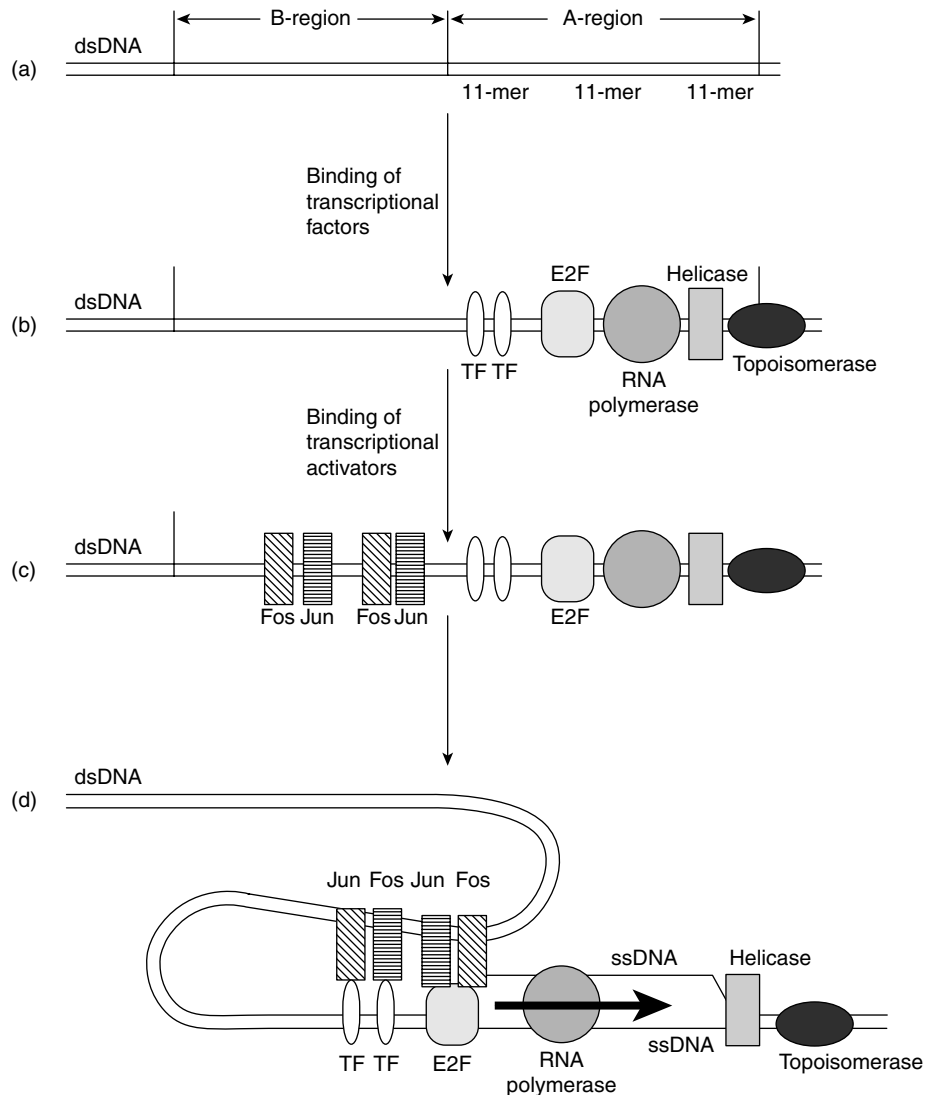 B-region
A-region
dsDNA
(a)
11-mer
11-mer
11-mer
Binding of
transcriptional
factors
E2F
Helicase
dsDNA
(b)
TF
TF
RNA
polymerase
Topoisomerase
Binding of
transcriptional
activators
dsDNA
(c)
Fos
Jun
Fos
Jun
E2F
dsDNA
(d)
Jun
Fos
Jun
Fos
ssDNA
Helicase
ssDNA
TF
TF
E2F
RNA
polymerase
Topoisomerase